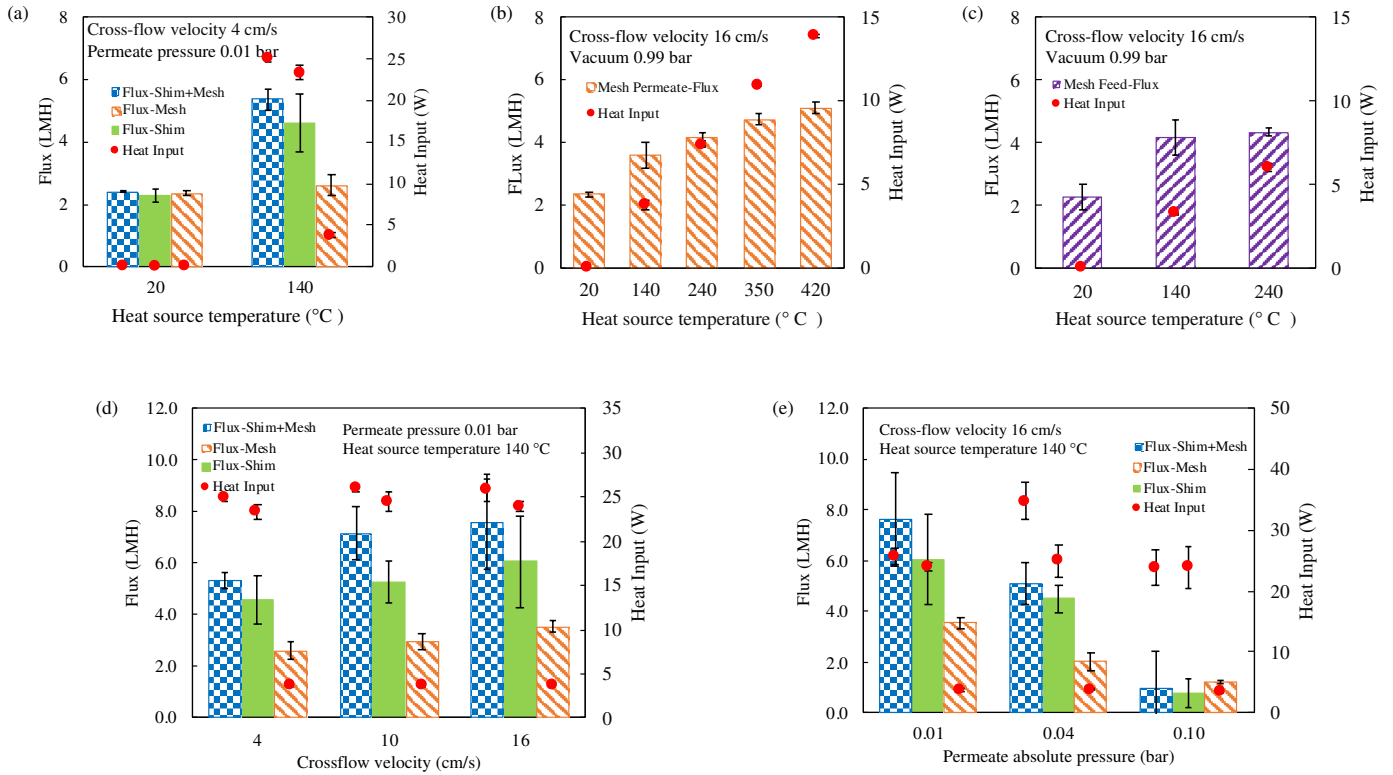 (a)
Cross-flow velocity 4 cm/s
Permeate pressure 0.01 bar
Flux-Shim+Mesh
Flux-Mesh
Flux-Shim
Heat Input
Flux (LMH)
8
6
4
2
0
30
25
20
15
10
5
0
Heat Input (W)
20
140
Heat source temperature (°C )
(b)
Cross-flow velocity 16 cm/s
Vacuum 0.99 bar
Mesh Permeate-Flux
Heat Input
FLux (LMH)
8
6
4
2
0
15
10
5
0
Heat Input (W)
20
140
240
350
420
Heat source temperature (° C )
(c)
Cross-flow velocity 16 cm/s
Vacuum 0.99 bar
Mesh Feed-Flux
Heat Input
FLux (LMH)
8
6
4
2
0
15
10
5
0
Heat Input (W)
20
140
240
Heat source temperature (° C )
(d)
Flux-Shim+Mesh
Flux-Mesh
Flux-Shim
Heat Input
Permeate pressure 0.01 bar
Heat source temperature 140 °C
Flux (LMH)
12.0
10.0
8.0
6.0
4.0
2.0
0.0
35
30
25
20
15
10
5
0
Heat Input (W)
4
10
16
Crossflow velocity (cm/s)
(e)
Cross-flow velocity 16 cm/s
Heat source temperature 140 °C
Flux-Shim+Mesh
Flux-Mesh
Flux-Shim
Heat Input
Flux (LMH)
12.0
10.0
8.0
6.0
4.0
2.0
0.0
50
40
30
20
10
0
Heat Input (W)
0.01
0.04
0.10
Permeate absolute pressure (bar)